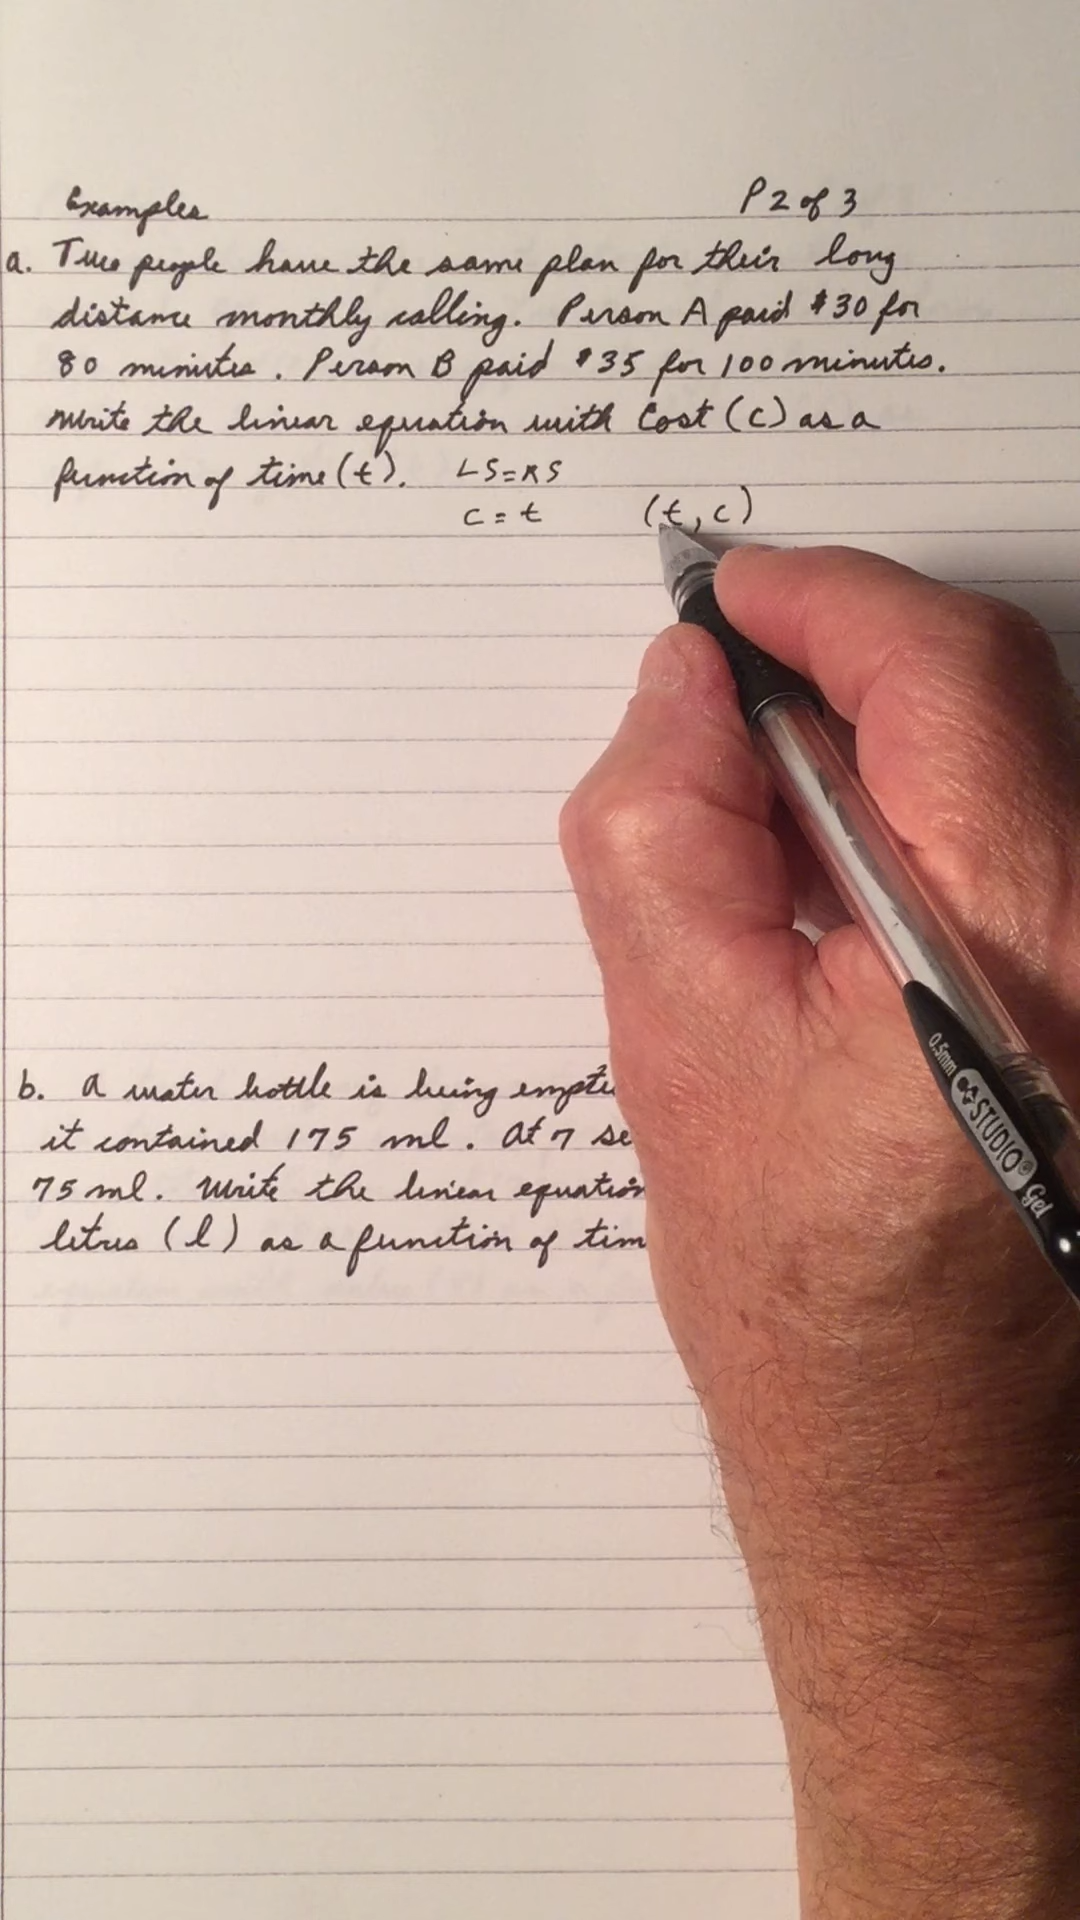 Examples P 2 of 3
a. Two people have the same plan for their long
distance monthly calling. Person A paid $30 for
80 minutes. Person B paid $35 for 100 minutes.
Write the linear equation with Cost (C) as a
function of time (t). LS=RS
C = t (t, c)
b. A water bottle is being emptie
it contained 175 ml. At 7 se
75 ml. Write the linear equation
litres (l) as a function of tim
0.5mm STUDIO® Gel